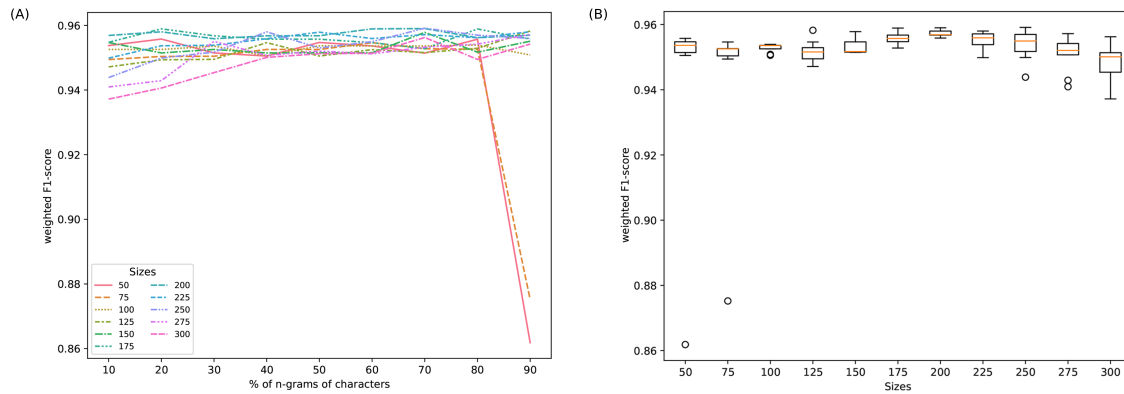 (A)
0.96
0.94
0.92
0.90
0.88
0.86
weighted F1-score
10 20 30 40 50 60 70 80 90
% of n-grams of characters
Sizes
50 200
75 225
100 250
125 275
150 300
175
(B)
0.96
0.94
0.92
0.90
0.88
0.86
weighted F1-score
50 75 100 125 150 175 200 225 250 275 300
Sizes